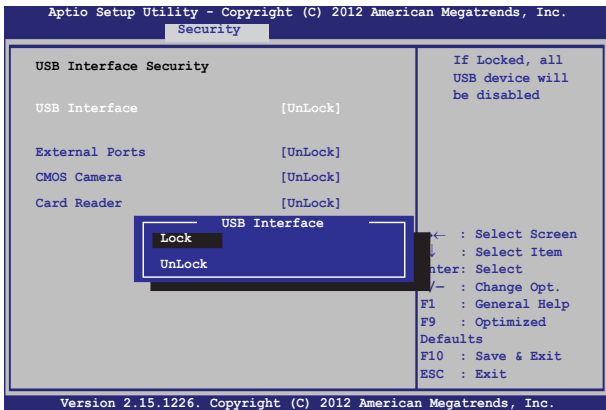 Aptio Setup Utility - Copyright (C) 2012 American Megatrends, Inc.
Security
USB Interface Security
USB Interface [UnLock]
External Ports [UnLock]
CMOS Camera [UnLock]
Card Reader [UnLock]
USB Interface
Lock
UnLock
If Locked, all
USB device will
be disabled
← : Select Screen
↓ : Select Item
nter: Select
/— : Change Opt.
F1 : General Help
F9 : Optimized
Defaults
F10 : Save & Exit
ESC : Exit
Version 2.15.1226. Copyright (C) 2012 American Megatrends, Inc.